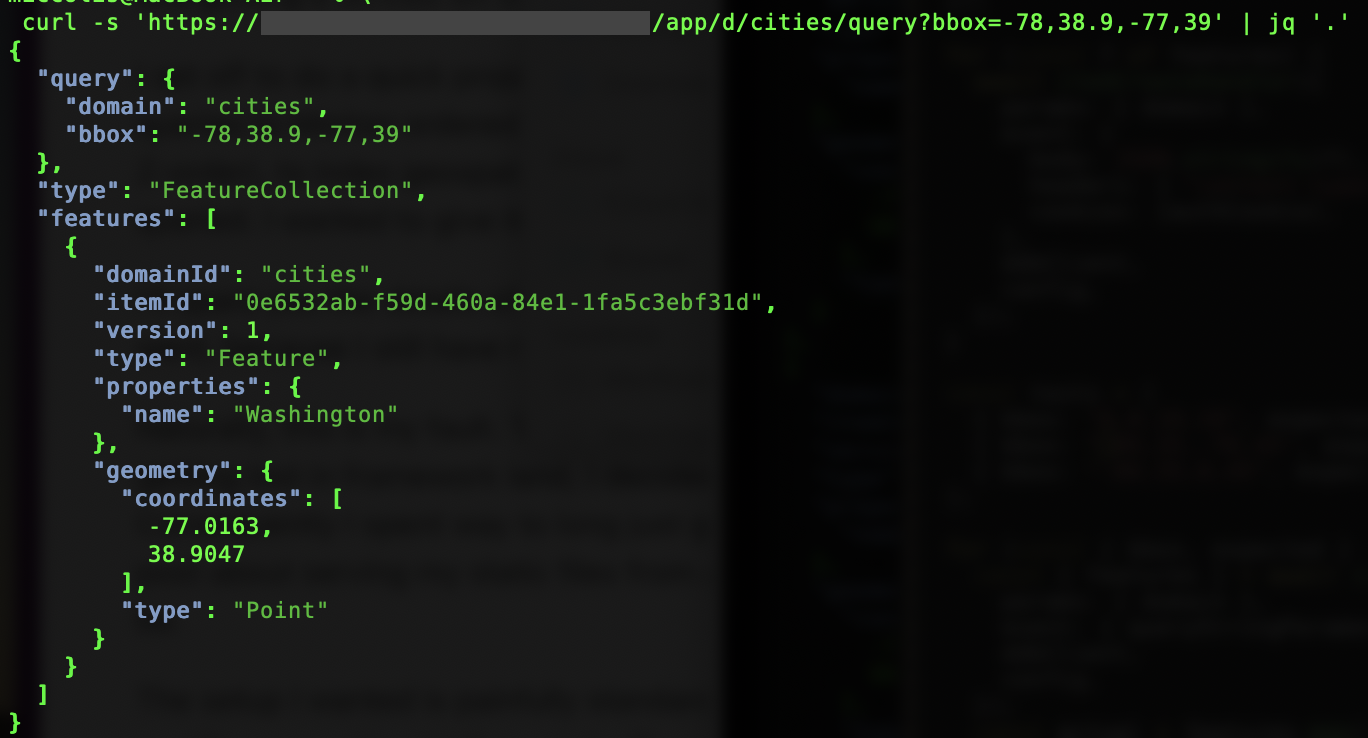 curl -s 'https:// /app/d/cities/query?bbox=-78,38.9,-77,39' | jq '.'
{
  "query": {
    "domain": "cities",
    "bbox": "-78,38.9,-77,39"
  },
  "type": "FeatureCollection",
  "features": [
    {
      "domainId": "cities",
      "itemId": "0e6532ab-f59d-460a-84e1-1fa5c3ebf31d",
      "version": 1,
      "type": "Feature",
      "properties": {
        "name": "Washington"
      },
      "geometry": {
        "coordinates": [
          -77.0163,
          38.9047
        ],
        "type": "Point"
      }
    }
  ]
}